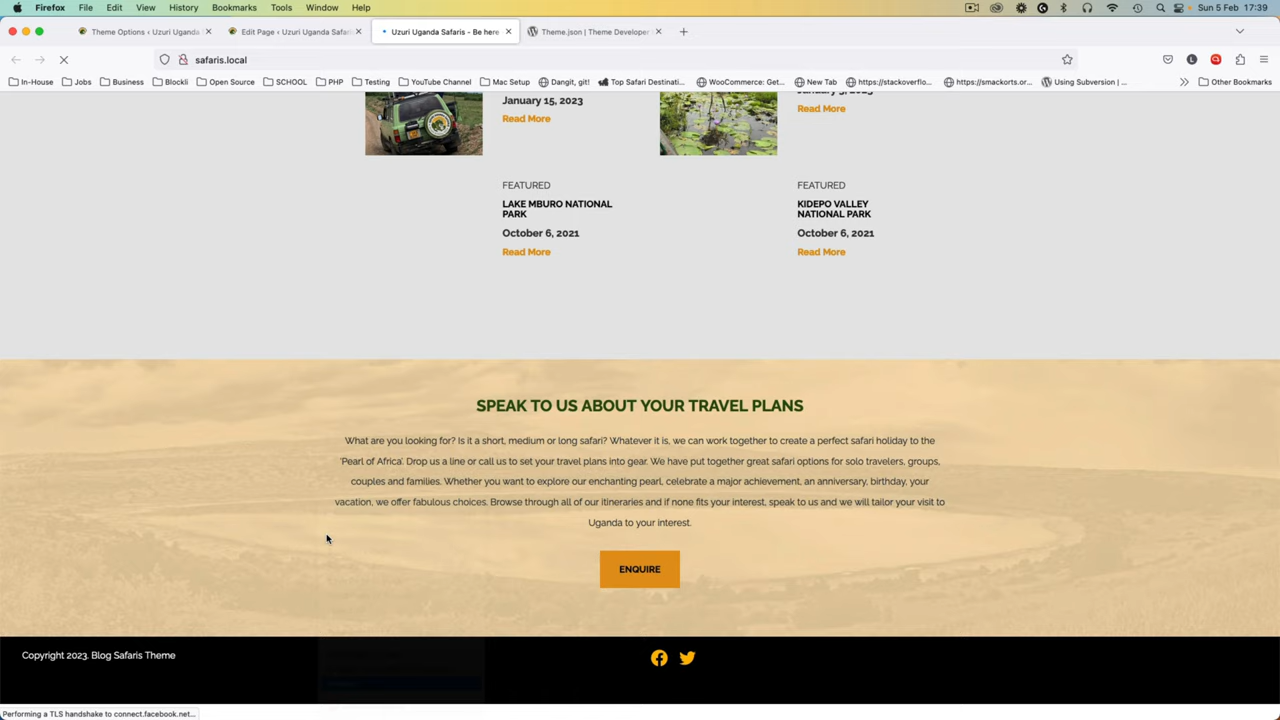 Firefox File Edit View History Bookmarks Tools Window Help Sun 5 Feb 17:39
Theme Options ‹ Uzuri Uganda Edit Page ‹ Uzuri Uganda Safari Uzuri Uganda Safaris - Be here Theme.json | Theme Developer
safaris.local
In-House Jobs Business Blockli Open Source SCHOOL PHP Testing YouTube Channel Mac Setup Dangit, git! Top Safari Destinati... WooCommerce: Get... New Tab https://stackoverflo... https://smackorts.or... Using Subversion | ... Other Bookmarks
January 15, 2023
Read More
Read More
FEATURED
LAKE MBURO NATIONAL
PARK
October 6, 2021
Read More
FEATURED
KIDEPO VALLEY
NATIONAL PARK
October 6, 2021
Read More
SPEAK TO US ABOUT YOUR TRAVEL PLANS
What are you looking for? Is it a short, medium or long safari? Whatever it is, we can work together to create a perfect safari holiday to the
'Pearl of Africa'. Drop us a line or call us to set your travel plans into gear. We have put together great safari options for solo travelers, groups,
couples and families. Whether you want to explore our enchanting pearl, celebrate a major achievement, an anniversary, birthday, your
vacation, we offer fabulous choices. Browse through all of our itineraries and if none fits your interest, speak to us and we will tailor your visit to
Uganda to your interest.
ENQUIRE
Copyright 2023. Blog Safaris Theme
Performing a TLS handshake to connect.facebook.net...